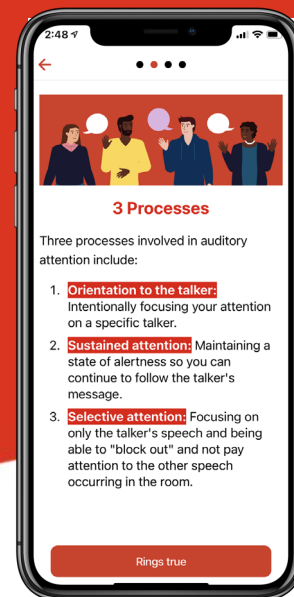 2:48
3 Processes
Three processes involved in auditory
attention include:
1. Orientation to the talker:
Intentionally focusing your attention
on a specific talker.
2. Sustained attention: Maintaining a
state of alertness so you can
continue to follow the talker's
message.
3. Selective attention: Focusing on
only the talker's speech and being
able to "block out" and not pay
attention to the other speech
occurring in the room.
Rings true